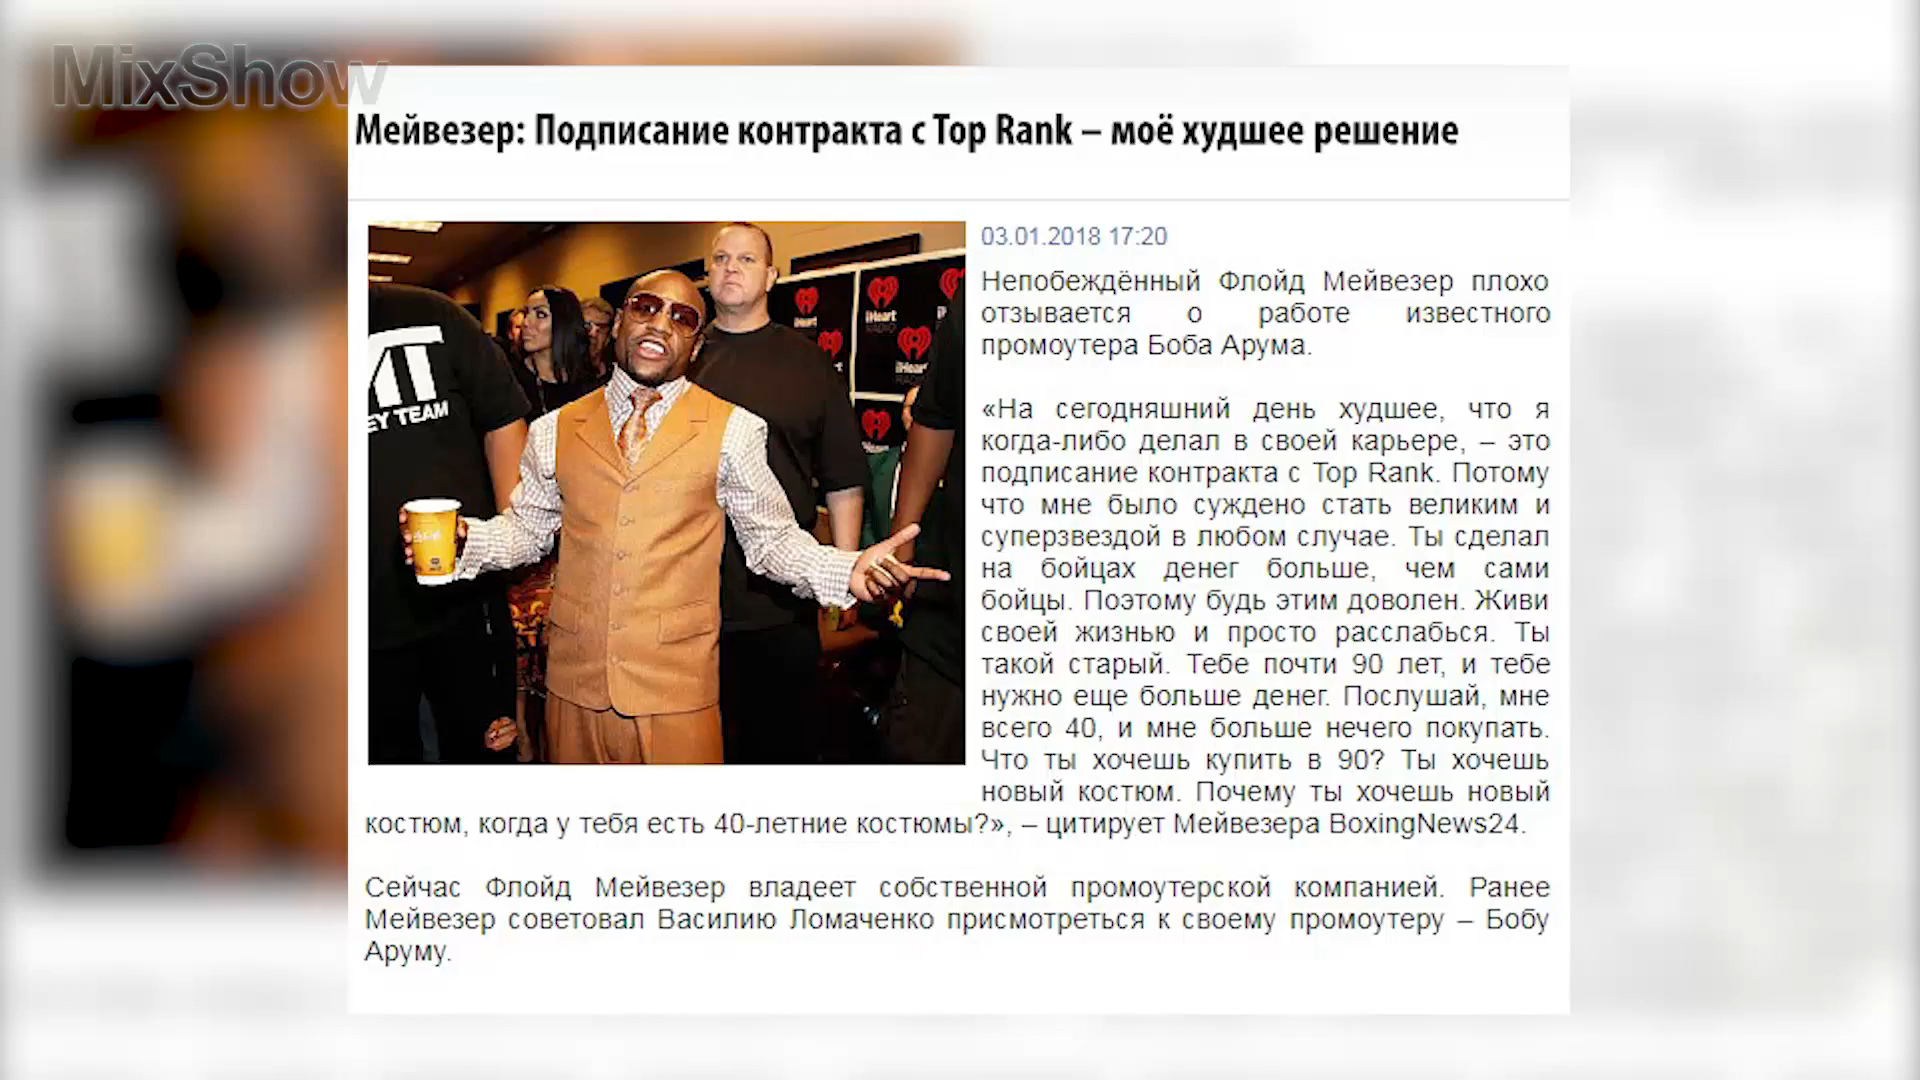 MixShow
Мейвезер: Подписание контракта с Top Rank – моё худшее решение
03.01.2018 17:20
Непобеждённый Флойд Мейвезер плохо
отзывается о работе известного
промоутера Боба Арума.
«На сегодняшний день худшее, что я
когда-либо делал в своей карьере, – это
подписание контракта с Top Rank. Потому
что мне было суждено стать великим и
суперзвездой в любом случае. Ты сделал
на бойцах денег больше, чем сами
бойцы. Поэтому будь этим доволен. Живи
своей жизнью и просто расслабься. Ты
такой старый. Тебе почти 90 лет, и тебе
нужно еще больше денег. Послушай, мне
всего 40, и мне больше нечего покупать.
Что ты хочешь купить в 90? Ты хочешь
новый костюм. Почему ты хочешь новый
костюм, когда у тебя есть 40-летние костюмы?», – цитирует Мейвезера BoxingNews24.
Сейчас Флойд Мейвезер владеет собственной промоутерской компанией. Ранее
Мейвезер советовал Василию Ломаченко присмотреться к своему промоутеру – Бобу
Аруму.
EY TEAM
iHeart
RADIO
iHeart
RADIO
iHeart
RADIO